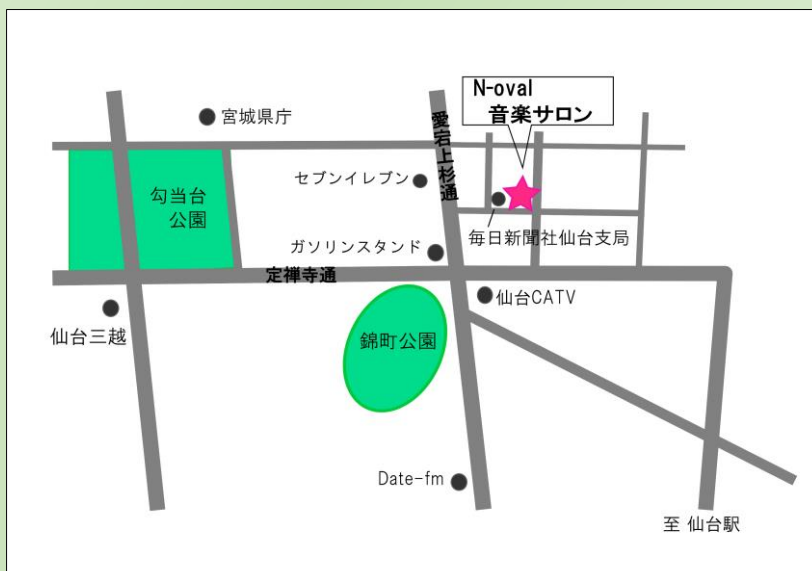 N-oval
音楽サロン
宮城県庁
愛宕上杉通
セブンイレブン
勾当台
公園
毎日新聞社仙台支局
ガソリンスタンド
定禅寺通
仙台CATV
仙台三越
錦町公園
Date-fm
至 仙台駅